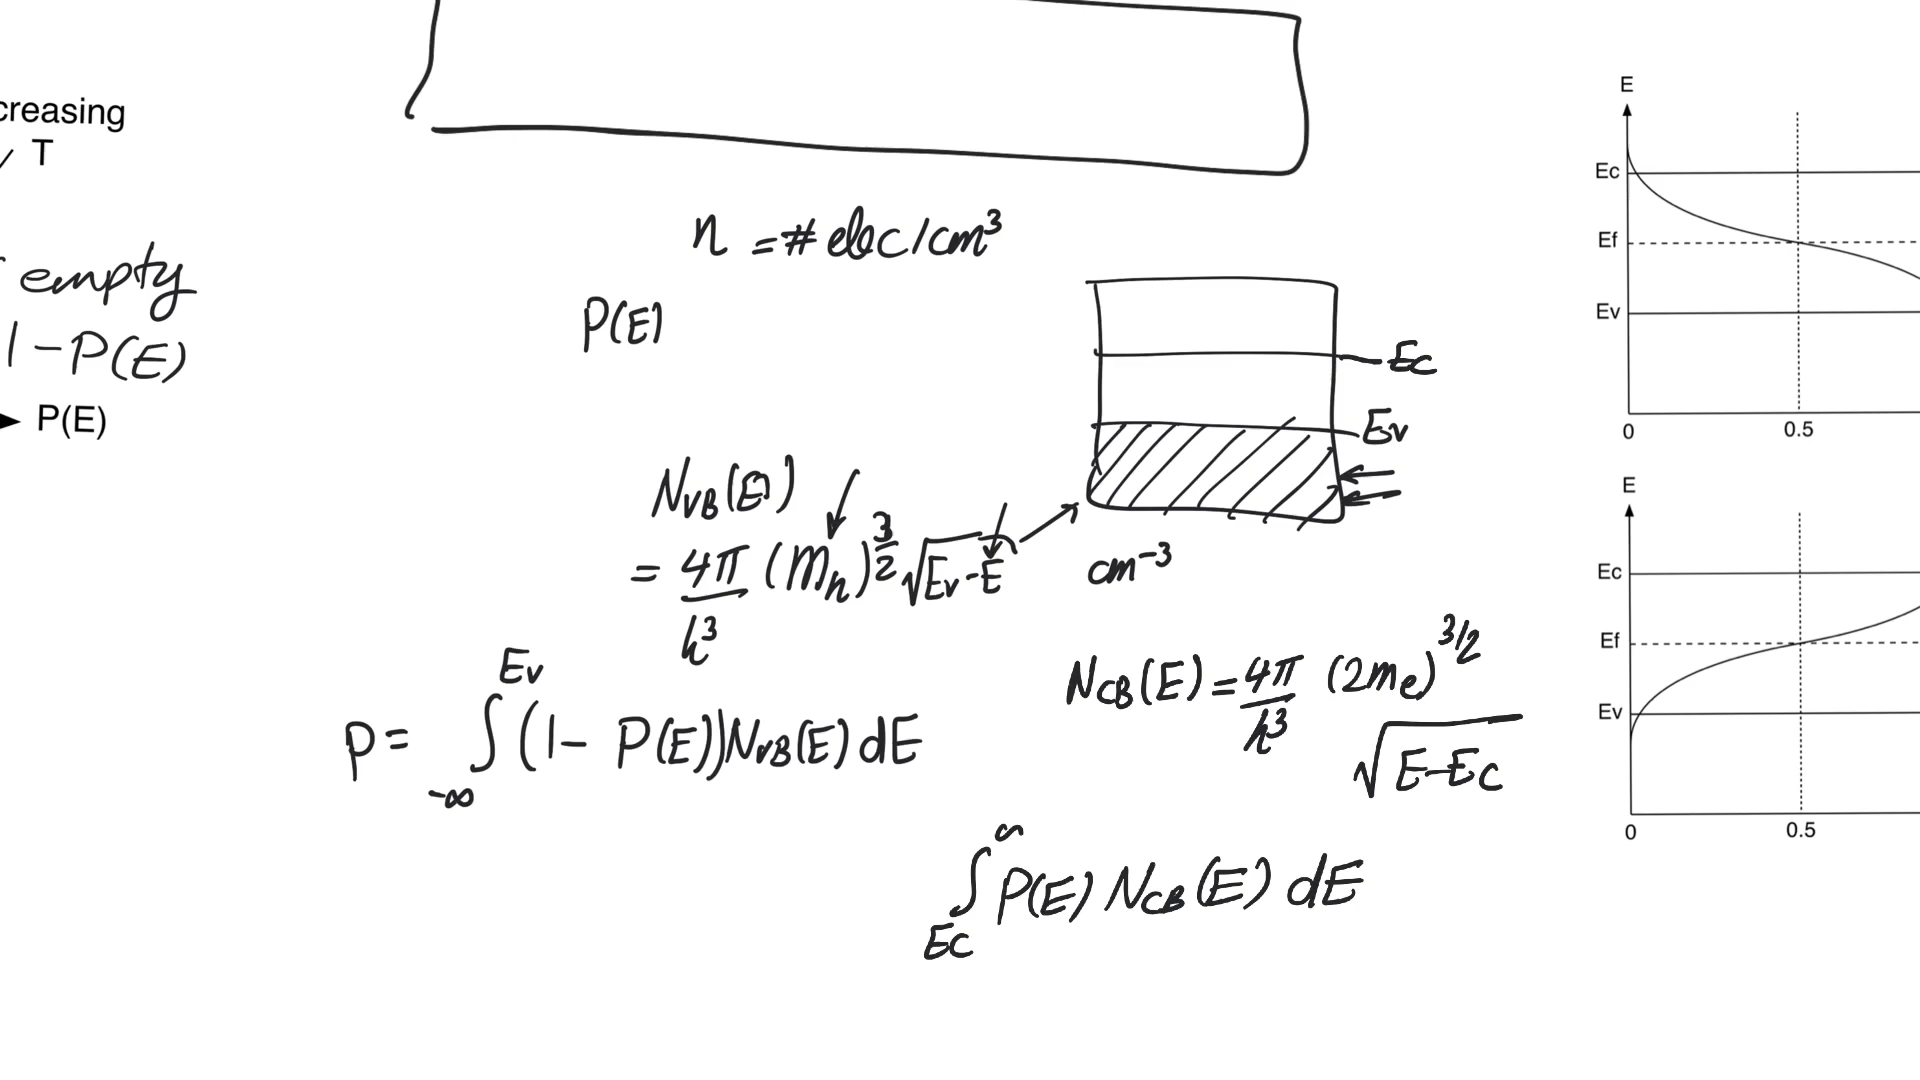 creasing
T
empty
1 - P(E)
P(E)
n = # elec/cm³
P(E)
Ec
Ev
N_VB(E)
= 4π/h³ (m_h)^3/2 √Ev-E
cm⁻³
N_CB(E) = 4π/h³ (2me)^3/2
√E-Ec
p = ∫_-∞^Ev (1 - P(E)) N_VB(E) dE
∫_Ec^∞ P(E) N_CB(E) dE
E
Ec
Ef
Ev
0
0.5
E
Ec
Ef
Ev
0
0.5